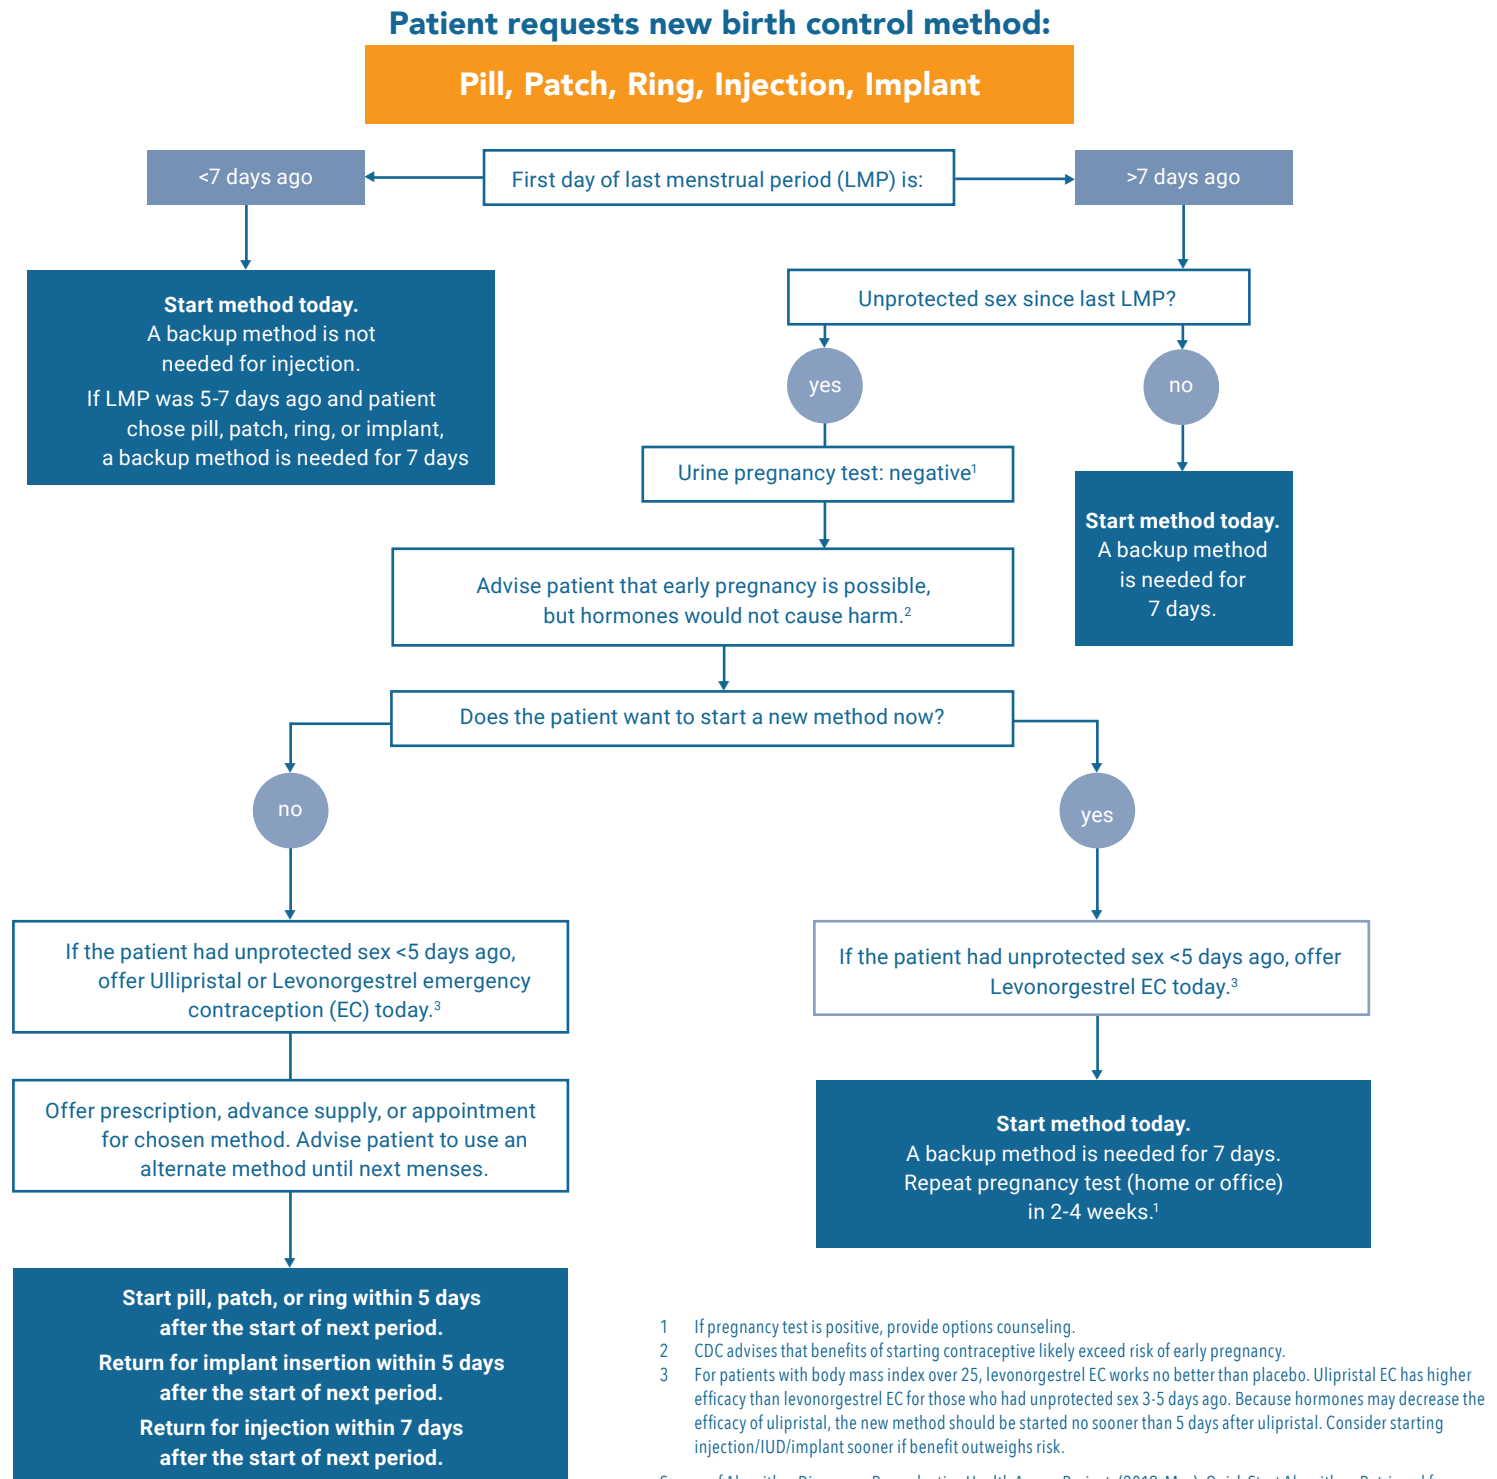 Patient requests new birth control method:
Pill, Patch, Ring, Injection, Implant
<7 days ago
First day of last menstrual period (LMP) is:
>7 days ago
Start method today.
A backup method is not
needed for injection.
If LMP was 5-7 days ago and patient
chose pill, patch, ring, or implant,
a backup method is needed for 7 days
Unprotected sex since last LMP?
yes
no
Urine pregnancy test: negative1
Start method today.
A backup method
is needed for
7 days.
Advise patient that early pregnancy is possible,
but hormones would not cause harm.2
Does the patient want to start a new method now?
no
yes
If the patient had unprotected sex <5 days ago,
offer Ullipristal or Levonorgestrel emergency
contraception (EC) today.3
If the patient had unprotected sex <5 days ago, offer
Levonorgestrel EC today.3
Offer prescription, advance supply, or appointment
for chosen method. Advise patient to use an
alternate method until next menses.
Start method today.
A backup method is needed for 7 days.
Repeat pregnancy test (home or office)
in 2-4 weeks.1
Start pill, patch, or ring within 5 days
after the start of next period.
Return for implant insertion within 5 days
after the start of next period.
Return for injection within 7 days
after the start of next period.
1 If pregnancy test is positive, provide options counseling.
2 CDC advises that benefits of starting contraceptive likely exceed risk of early pregnancy.
3 For patients with body mass index over 25, levonorgestrel EC works no better than placebo. Ulipristal EC has higher
efficacy than levonorgestrel EC for those who had unprotected sex 3-5 days ago. Because hormones may decrease the
efficacy of ulipristal, the new method should be started no sooner than 5 days after ulipristal. Consider starting
injection/IUD/implant sooner if benefit outweighs risk.